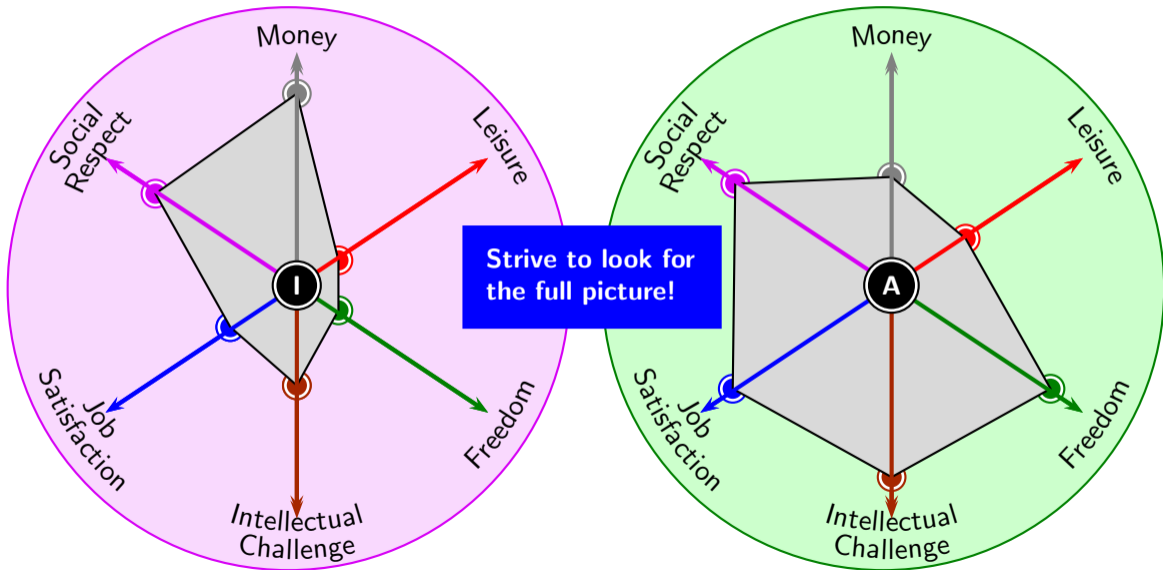 Money
Leisure
Social
Respect
I
Job
Satisfaction
Freedom
Intellectual
Challenge
Strive to look for
the full picture!
Money
Leisure
Social
Respect
A
Job
Satisfaction
Freedom
Intellectual
Challenge